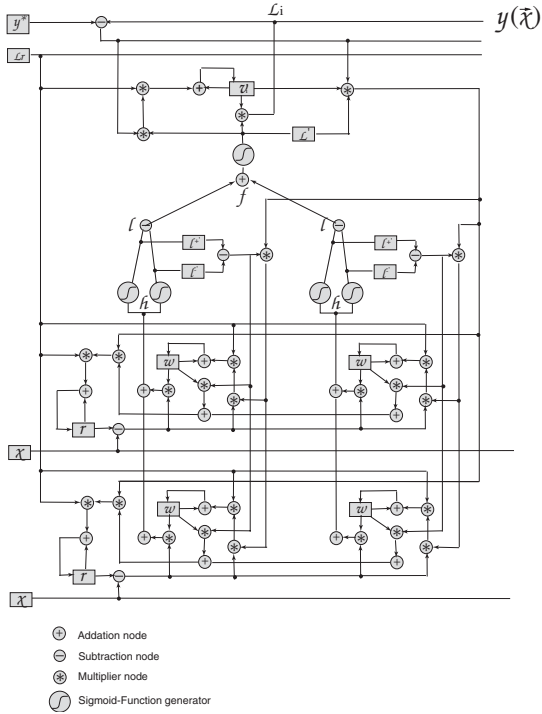 ℒi
y(x⃗)
y*
ℒr
v
ℒ'
f
l
l
l+'
l+'
l-'
l-'
h
h
w
w
r
x
w
w
r
x
Addation node
Subtraction node
Multiplier node
Sigmoid-Function generator